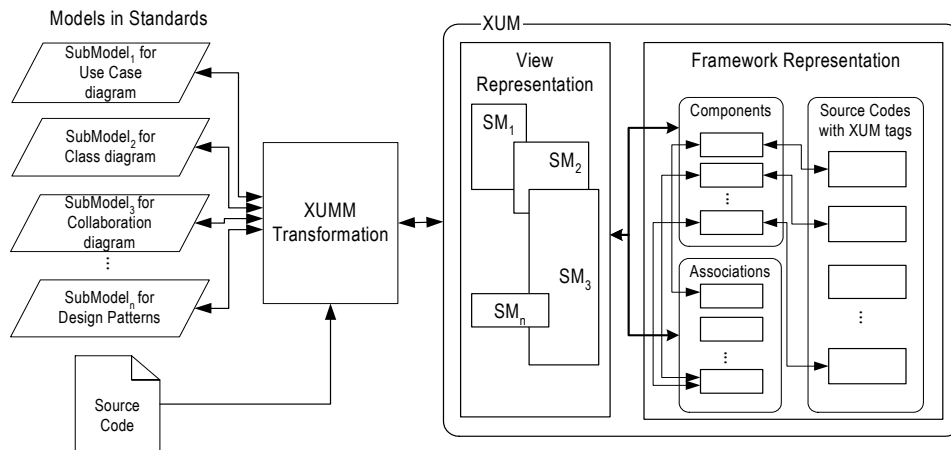 Models in Standards
SubModel₁ for
Use Case
diagram
SubModel₂ for
Class diagram
SubModel₃ for
Collaboration
diagram
...
SubModelₙ for
Design Patterns
Source
Code
XUMM
Transformation
XUM
View
Representation
SM₁
SM₂
SM₃
SMₙ
Framework Representation
Components
...
Associations
...
Source Codes
with XUM tags
...